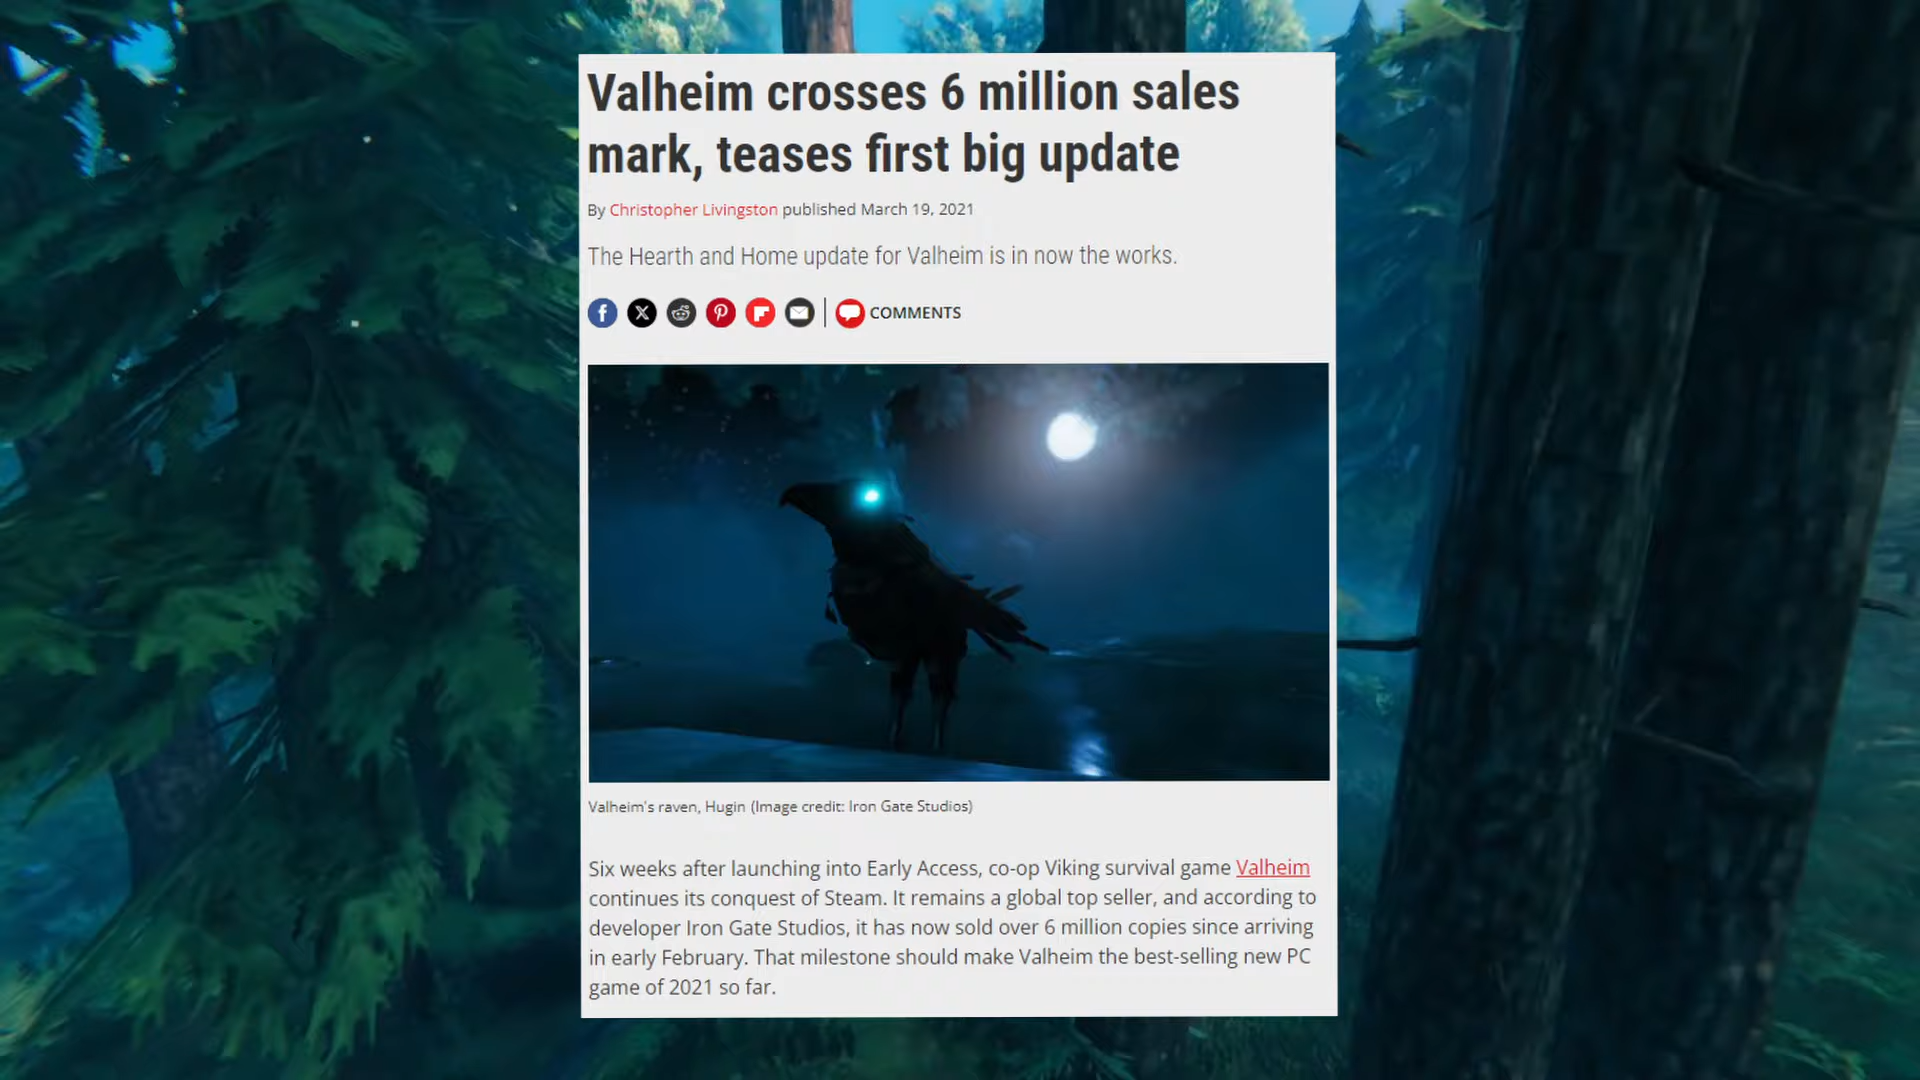 Valheim crosses 6 million sales
mark, teases first big update
By Christopher Livingston published March 19, 2021
The Hearth and Home update for Valheim is in now the works.
COMMENTS
Valheim's raven, Hugin (Image credit: Iron Gate Studios)
Six weeks after launching into Early Access, co-op Viking survival game Valheim
continues its conquest of Steam. It remains a global top seller, and according to
developer Iron Gate Studios, it has now sold over 6 million copies since arriving
in early February. That milestone should make Valheim the best-selling new PC
game of 2021 so far.